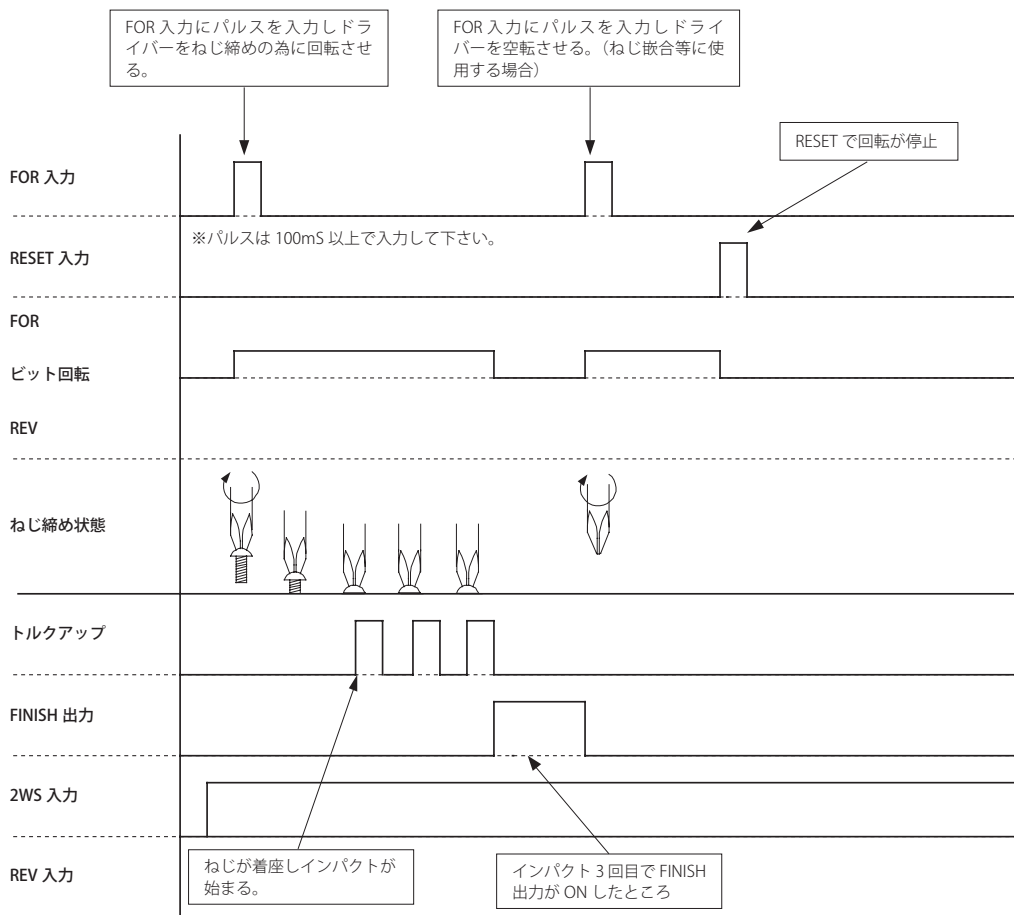 FOR 入力にパルスを入力しドラ
イバーをねじ締めの為に回転させ
る。
FOR 入力にパルスを入力しドライ
バーを空転させる。（ねじ嵌合等に使
用する場合）
RESET で回転が停止
FOR 入力
※パルスは 100mS 以上で入力して下さい。
RESET 入力
FOR
ビット回転
REV
ねじ締め状態
トルクアップ
FINISH 出力
2WS 入力
ねじが着座しインパクトが
始まる。
インパクト 3 回目で FINISH
出力が ON したところ
REV 入力